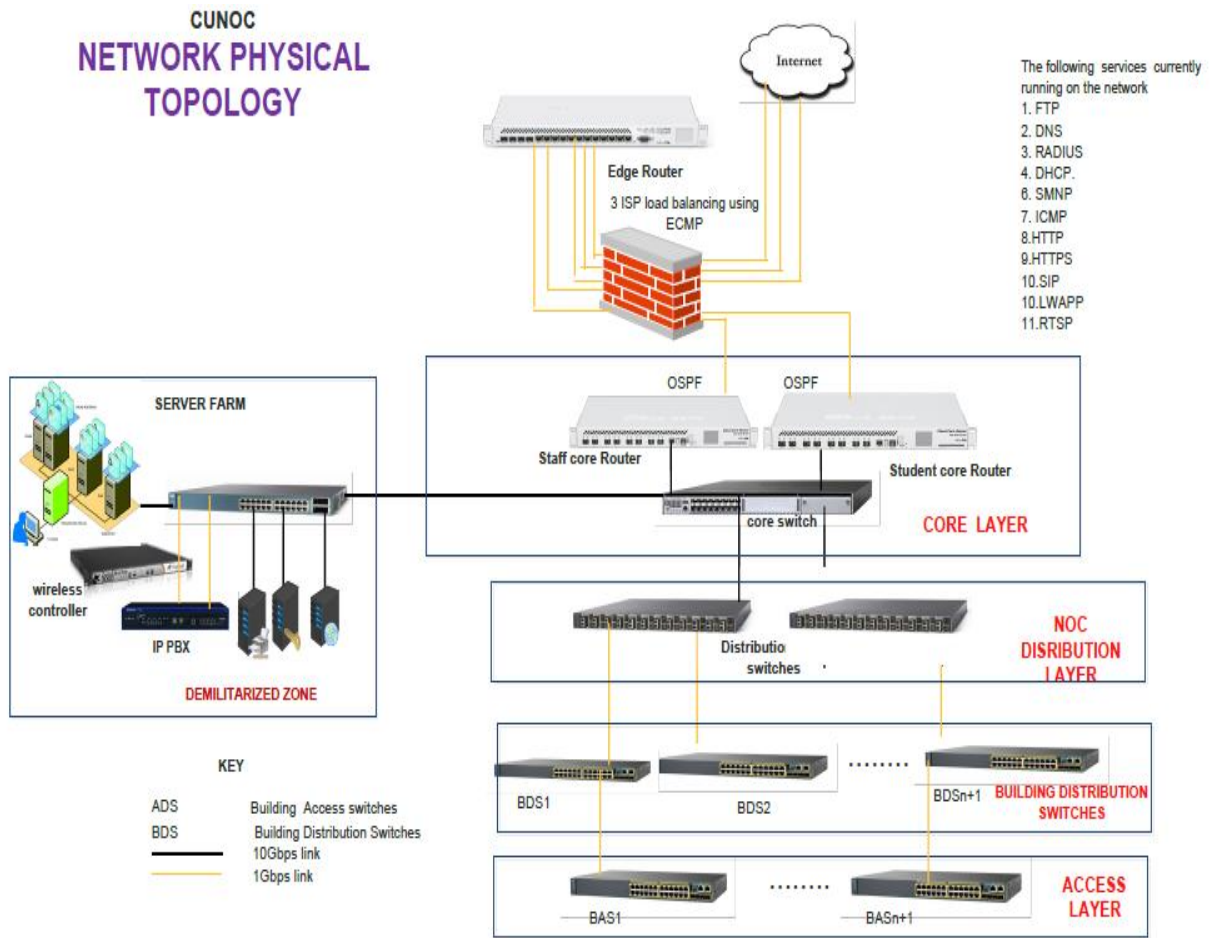 CUNOC
NETWORK PHYSICAL
TOPOLOGY
Internet
The following services currently
running on the network
1. FTP
2. DNS
3. RADIUS
4. DHCP.
6. SMNP
7. ICMP
8.HTTP
9.HTTPS
10.SIP
10.LWAPP
11.RTSP
Edge Router
3 ISP load balancing using
ECMP
SERVER FARM
wireless
controller
IP PBX
DEMILITARIZED ZONE
OSPF
OSPF
Staff core Router
Student core Router
core switch
CORE LAYER
Distributio
switches
NOC
DISRIBUTION
LAYER
BDS1
BDS2
BDSn+1
BUILDING DISTRIBUTION
SWITCHES
BAS1
BASn+1
ACCESS
LAYER
KEY
ADS Building Access switches
BDS Building Distribution Switches
10Gbps link
1Gbps link